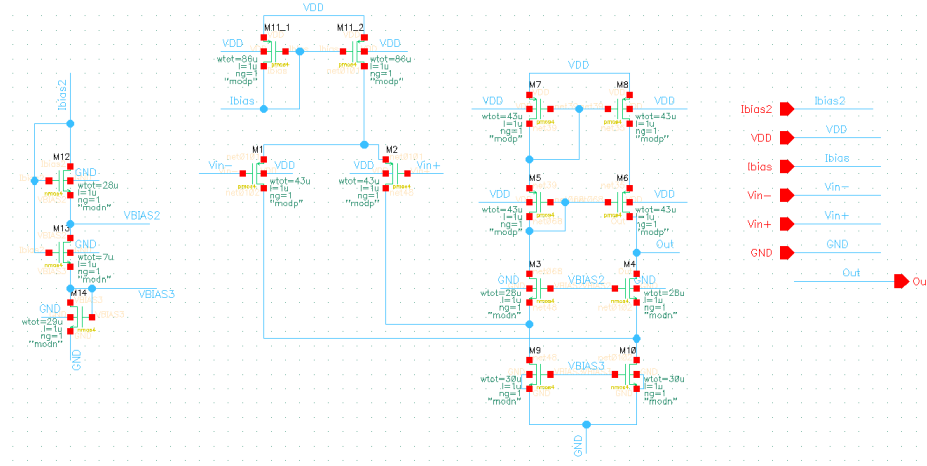 VDD
M11_1
M11_2
VDD
VDD
wtot=86u
l=1u
ng=1
"modp"
wtot=86u
l=1u
ng=1
"modp"
Ibias
Ibias2
M12
GND
wtot=28u
l=1u
ng=1
"modn"
VBIAS2
M13
GND
wtot=7u
l=1u
ng=1
"modn"
VBIAS3
M14
GND
wtot=29u
l=1u
ng=1
"modn"
GND
M1
M2
Vin-
VDD
VDD
Vin+
wtot=43u
l=1u
ng=1
"modp"
wtot=43u
l=1u
ng=1
"modp"
VDD
M7
M8
VDD
VDD
wtot=43u
l=1u
ng=1
"modp"
wtot=43u
l=1u
ng=1
"modp"
M5
M6
VDD
VDD
wtot=43u
l=1u
ng=1
"modp"
wtot=43u
l=1u
ng=1
"modp"
Out
M3
M4
GND
VBIAS2
GND
wtot=28u
l=1u
ng=1
"modn"
wtot=28u
l=1u
ng=1
"modn"
M9
M10
VBIAS3
wtot=30u
l=1u
ng=1
"modn"
wtot=30u
l=1u
ng=1
"modn"
GND
Ibias2 Ibias2
VDD VDD
Ibias Ibias
Vin- Vin-
Vin+ Vin+
GND GND
Out Ou